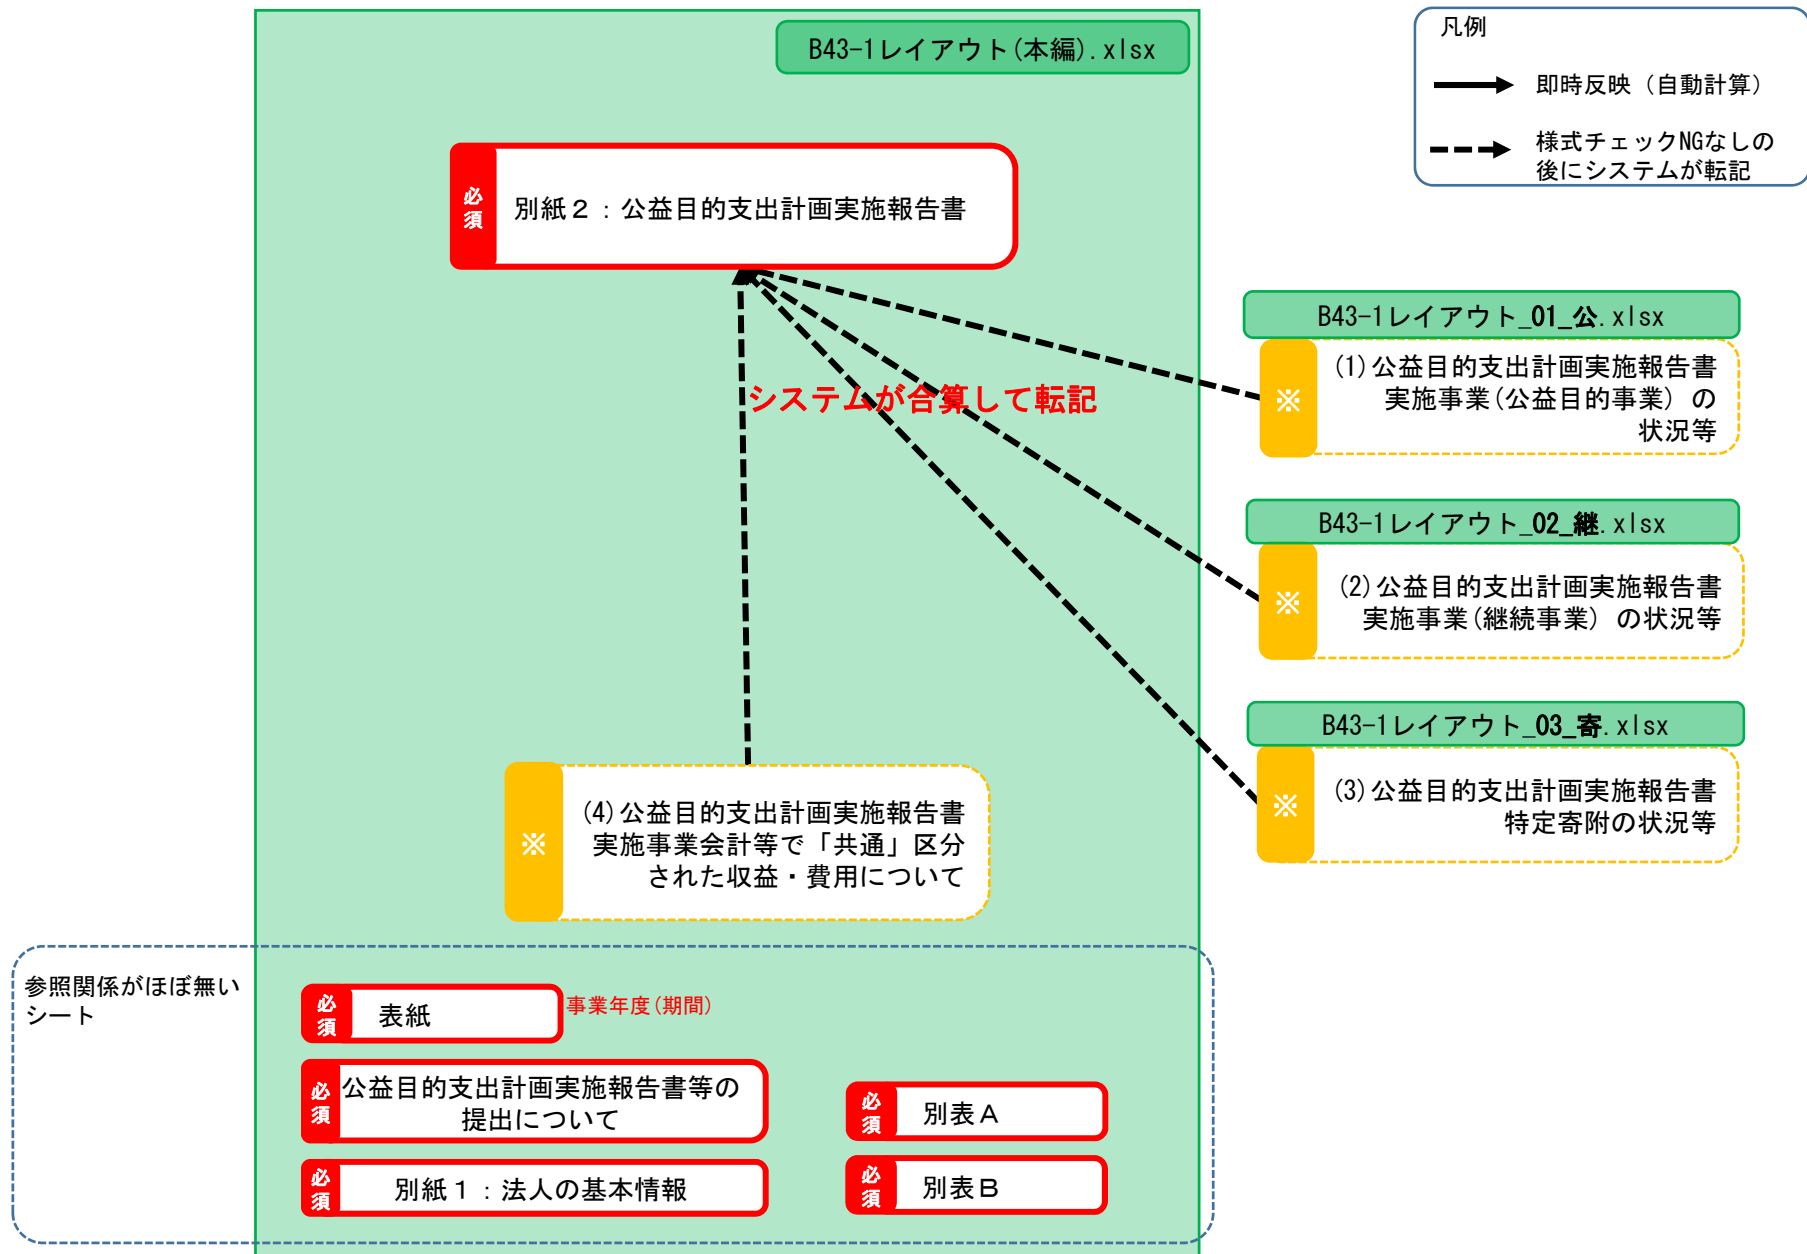 B43-1レイアウト(本編).xlsx
凡例
即時反映（自動計算）
様式チェックNGなしの
後にシステムが転記
必須
別紙２：公益目的支出計画実施報告書
システムが合算して転記
B43-1レイアウト_01_公.xlsx
※
(1)公益目的支出計画実施報告書
実施事業(公益目的事業）の
状況等
B43-1レイアウト_02_継.xlsx
※
(2)公益目的支出計画実施報告書
実施事業(継続事業）の状況等
B43-1レイアウト_03_寄.xlsx
※
(3)公益目的支出計画実施報告書
特定寄附の状況等
※
(4)公益目的支出計画実施報告書
実施事業会計等で「共通」区分
された収益・費用について
参照関係がほぼ無い
シート
必須
表紙
事業年度(期間)
必須
公益目的支出計画実施報告書等の
提出について
必須
別表Ａ
必須
別紙１：法人の基本情報
必須
別表Ｂ